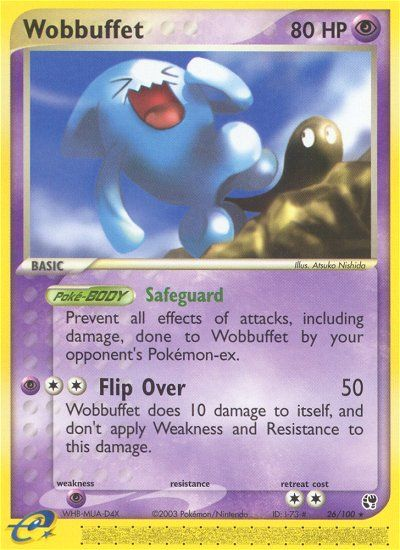 Wobbuffet 80 HP
BASIC
Illus. Atsuko Nishida
Poké-BODY Safeguard
Prevent all effects of attacks, including
damage, done to Wobbuffet by your
opponent's Pokémon-ex.
Flip Over 50
Wobbuffet does 10 damage to itself, and
don't apply Weakness and Resistance to
this damage.
weakness resistance retreat cost
WHB-MUA-D4X ©2003 Pokémon/Nintendo ID: I-73-# 26/100 ★
e